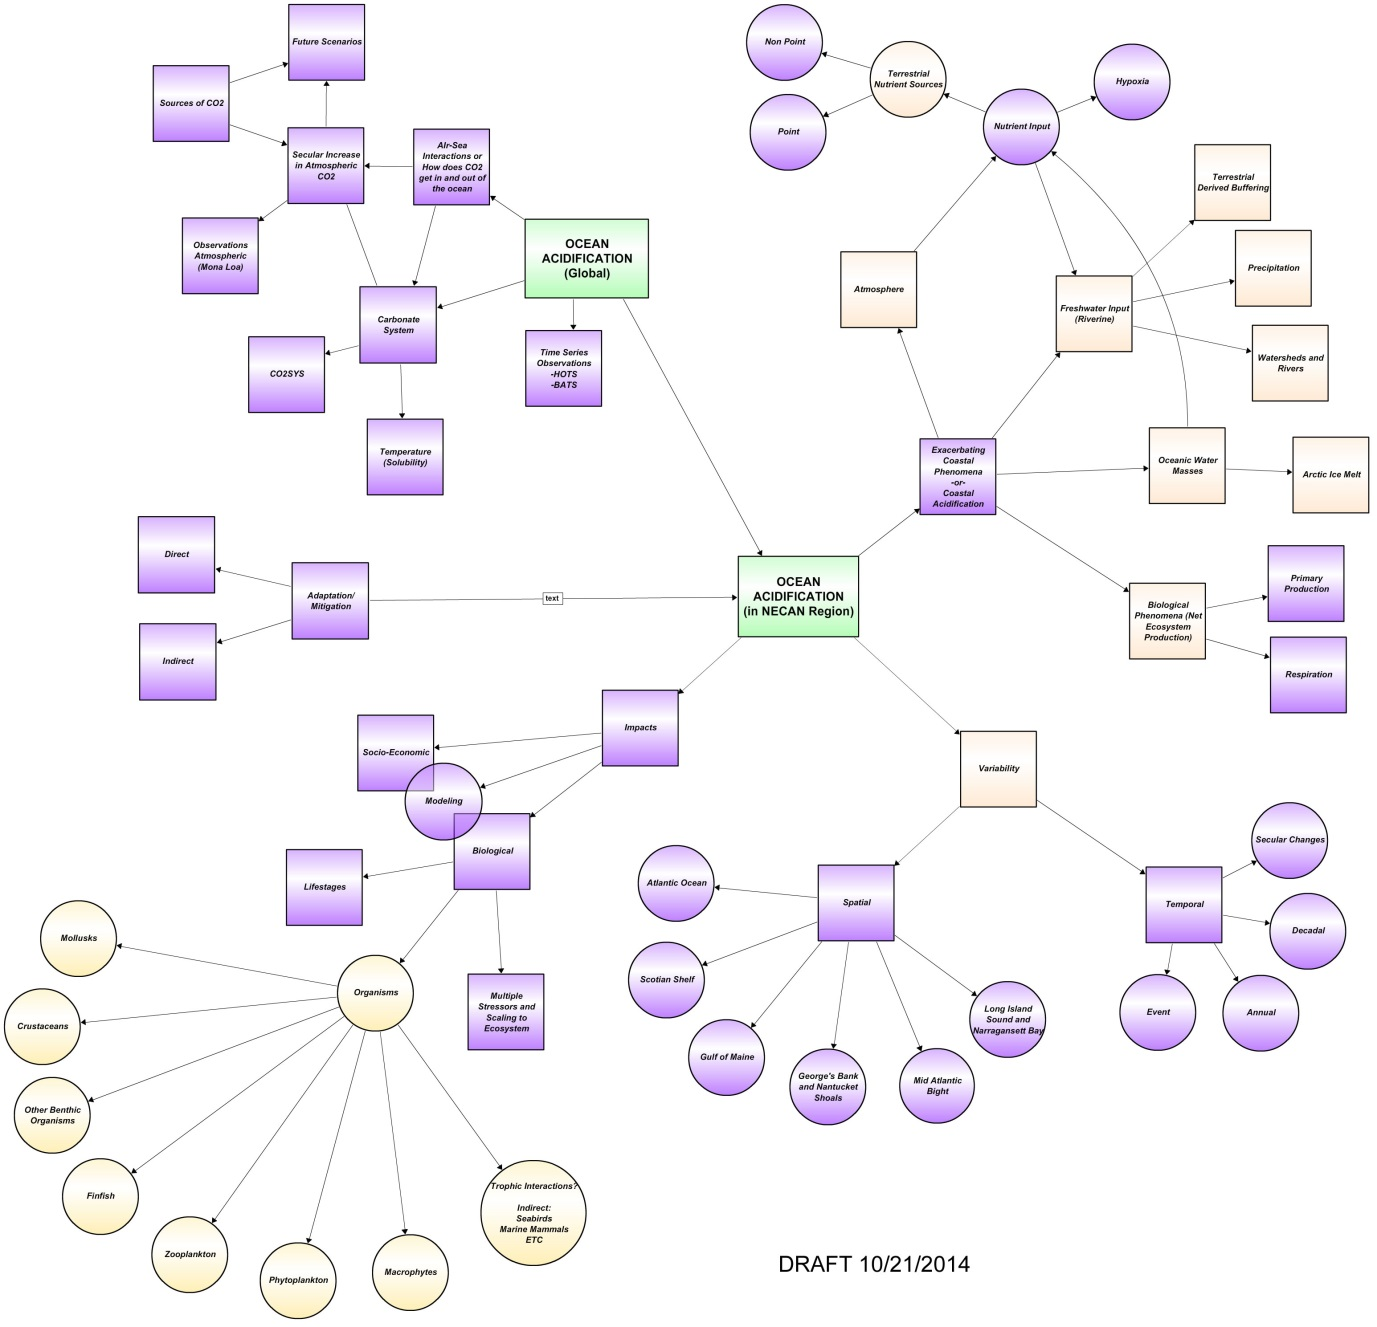 Future Scenarios
Sources of CO2
Secular Increase
in Atmospheric
CO2
AIr-Sea
Interactions or
How does CO2
get in and out of
the ocean
Observations
Atmospheric
(Mona Loa)
OCEAN
ACIDIFICATION
(Global)
Carbonate
System
CO2SYS
Time Series
Observations
-HOTS
-BATS
Temperature
(Solubility)
Non Point
Terrestrial
Nutrient Sources
Point
Nutrient Input
Hypoxia
Terrestrial
Derived Buffering
Atmosphere
Freshwater Input
(Riverine)
Precipitation
Watersheds and
Rivers
Exacerbating
Coastal
Phenomena
-or-
Coastal
Acidification
Oceanic Water
Masses
Arctic Ice Melt
Biological
Phenomena (Net
Ecosystem
Production)
Primary
Production
Respiration
Direct
Adaptation/
Mitigation
Indirect
text
OCEAN
ACIDIFICATION
(in NECAN Region)
Impacts
Socio-Economic
Modeling
Biological
Lifestages
Multiple
Stressors and
Scaling to
Ecosystem
Organisms
Mollusks
Crustaceans
Other Benthic
Organisms
Finfish
Zooplankton
Phytoplankton
Macrophytes
Trophic Interactions?
Indirect:
Seabirds
Marine Mammals
ETC
Variability
Spatial
Atlantic Ocean
Scotian Shelf
Gulf of Maine
George's Bank
and Nantucket
Shoals
Mid Atlantic
Bight
Long Island
Sound and
Narragansett Bay
Temporal
Secular Changes
Decadal
Annual
Event
DRAFT 10/21/2014